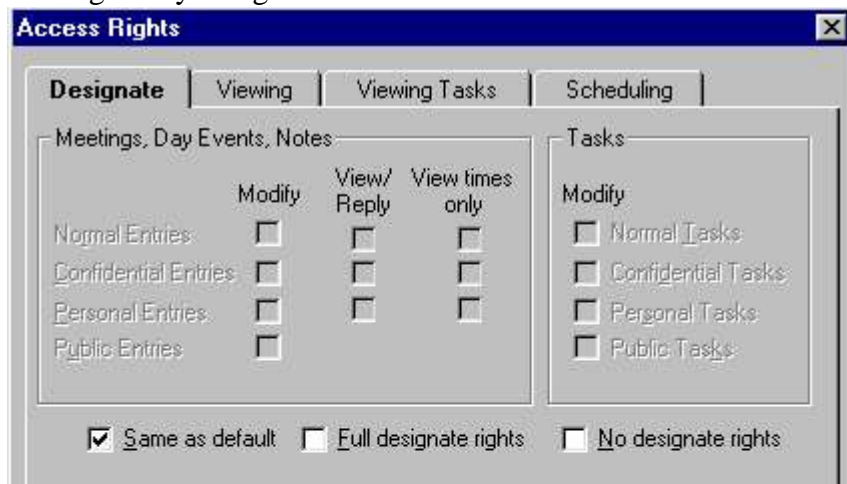 Access Rights
Designate Viewing Viewing Tasks Scheduling
Meetings, Day Events, Notes
Modify View/ Reply View times only
Normal Entries
Confidential Entries
Personal Entries
Public Entries
Tasks
Modify
Normal Tasks
Confidential Tasks
Personal Tasks
Public Tasks
Same as default Full designate rights No designate rights